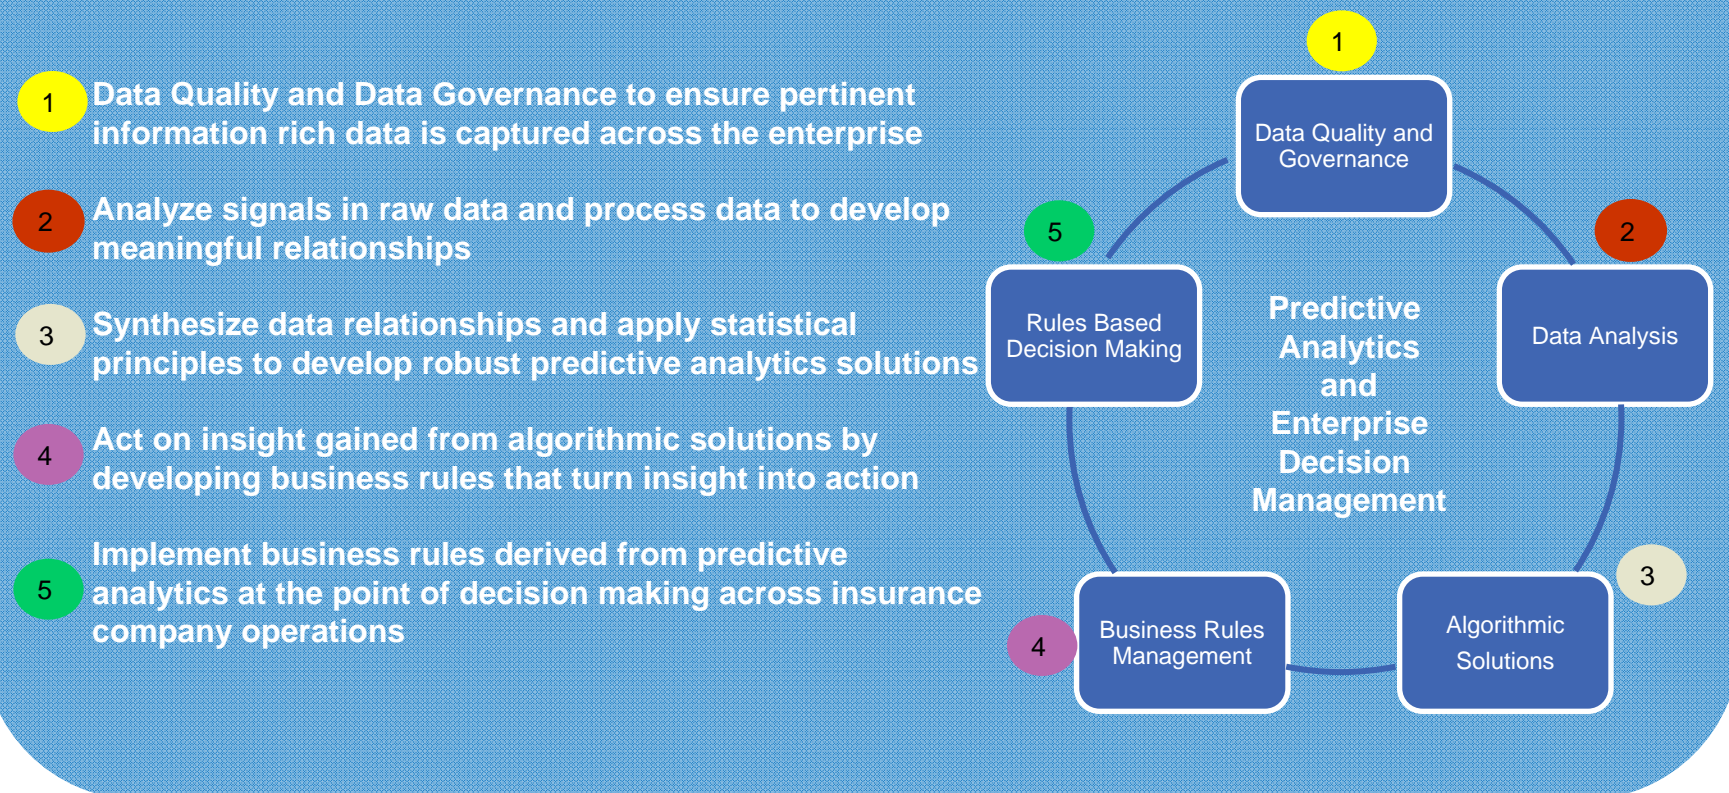 1
Data Quality and Data Governance to ensure pertinent
information rich data is captured across the enterprise
2
Analyze signals in raw data and process data to develop
meaningful relationships
3
Synthesize data relationships and apply statistical
principles to develop robust predictive analytics solutions
4
Act on insight gained from algorithmic solutions by
developing business rules that turn insight into action
5
Implement business rules derived from predictive
analytics at the point of decision making across insurance
company operations
1
Data Quality and
Governance
2
Data Analysis
3
Algorithmic
Solutions
4
Business Rules
Management
5
Rules Based
Decision Making
Predictive
Analytics
and
Enterprise
Decision
Management